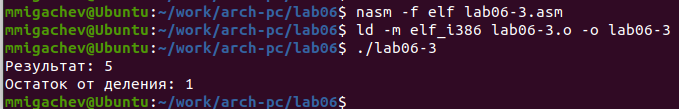 mmigachev@Ubuntu:~/work/arch-pc/lab06$ nasm -f elf lab06-3.asm
mmigachev@Ubuntu:~/work/arch-pc/lab06$ ld -m elf_i386 lab06-3.o -o lab06-3
mmigachev@Ubuntu:~/work/arch-pc/lab06$ ./lab06-3
Результат: 5
Остаток от деления: 1
mmigachev@Ubuntu:~/work/arch-pc/lab06$